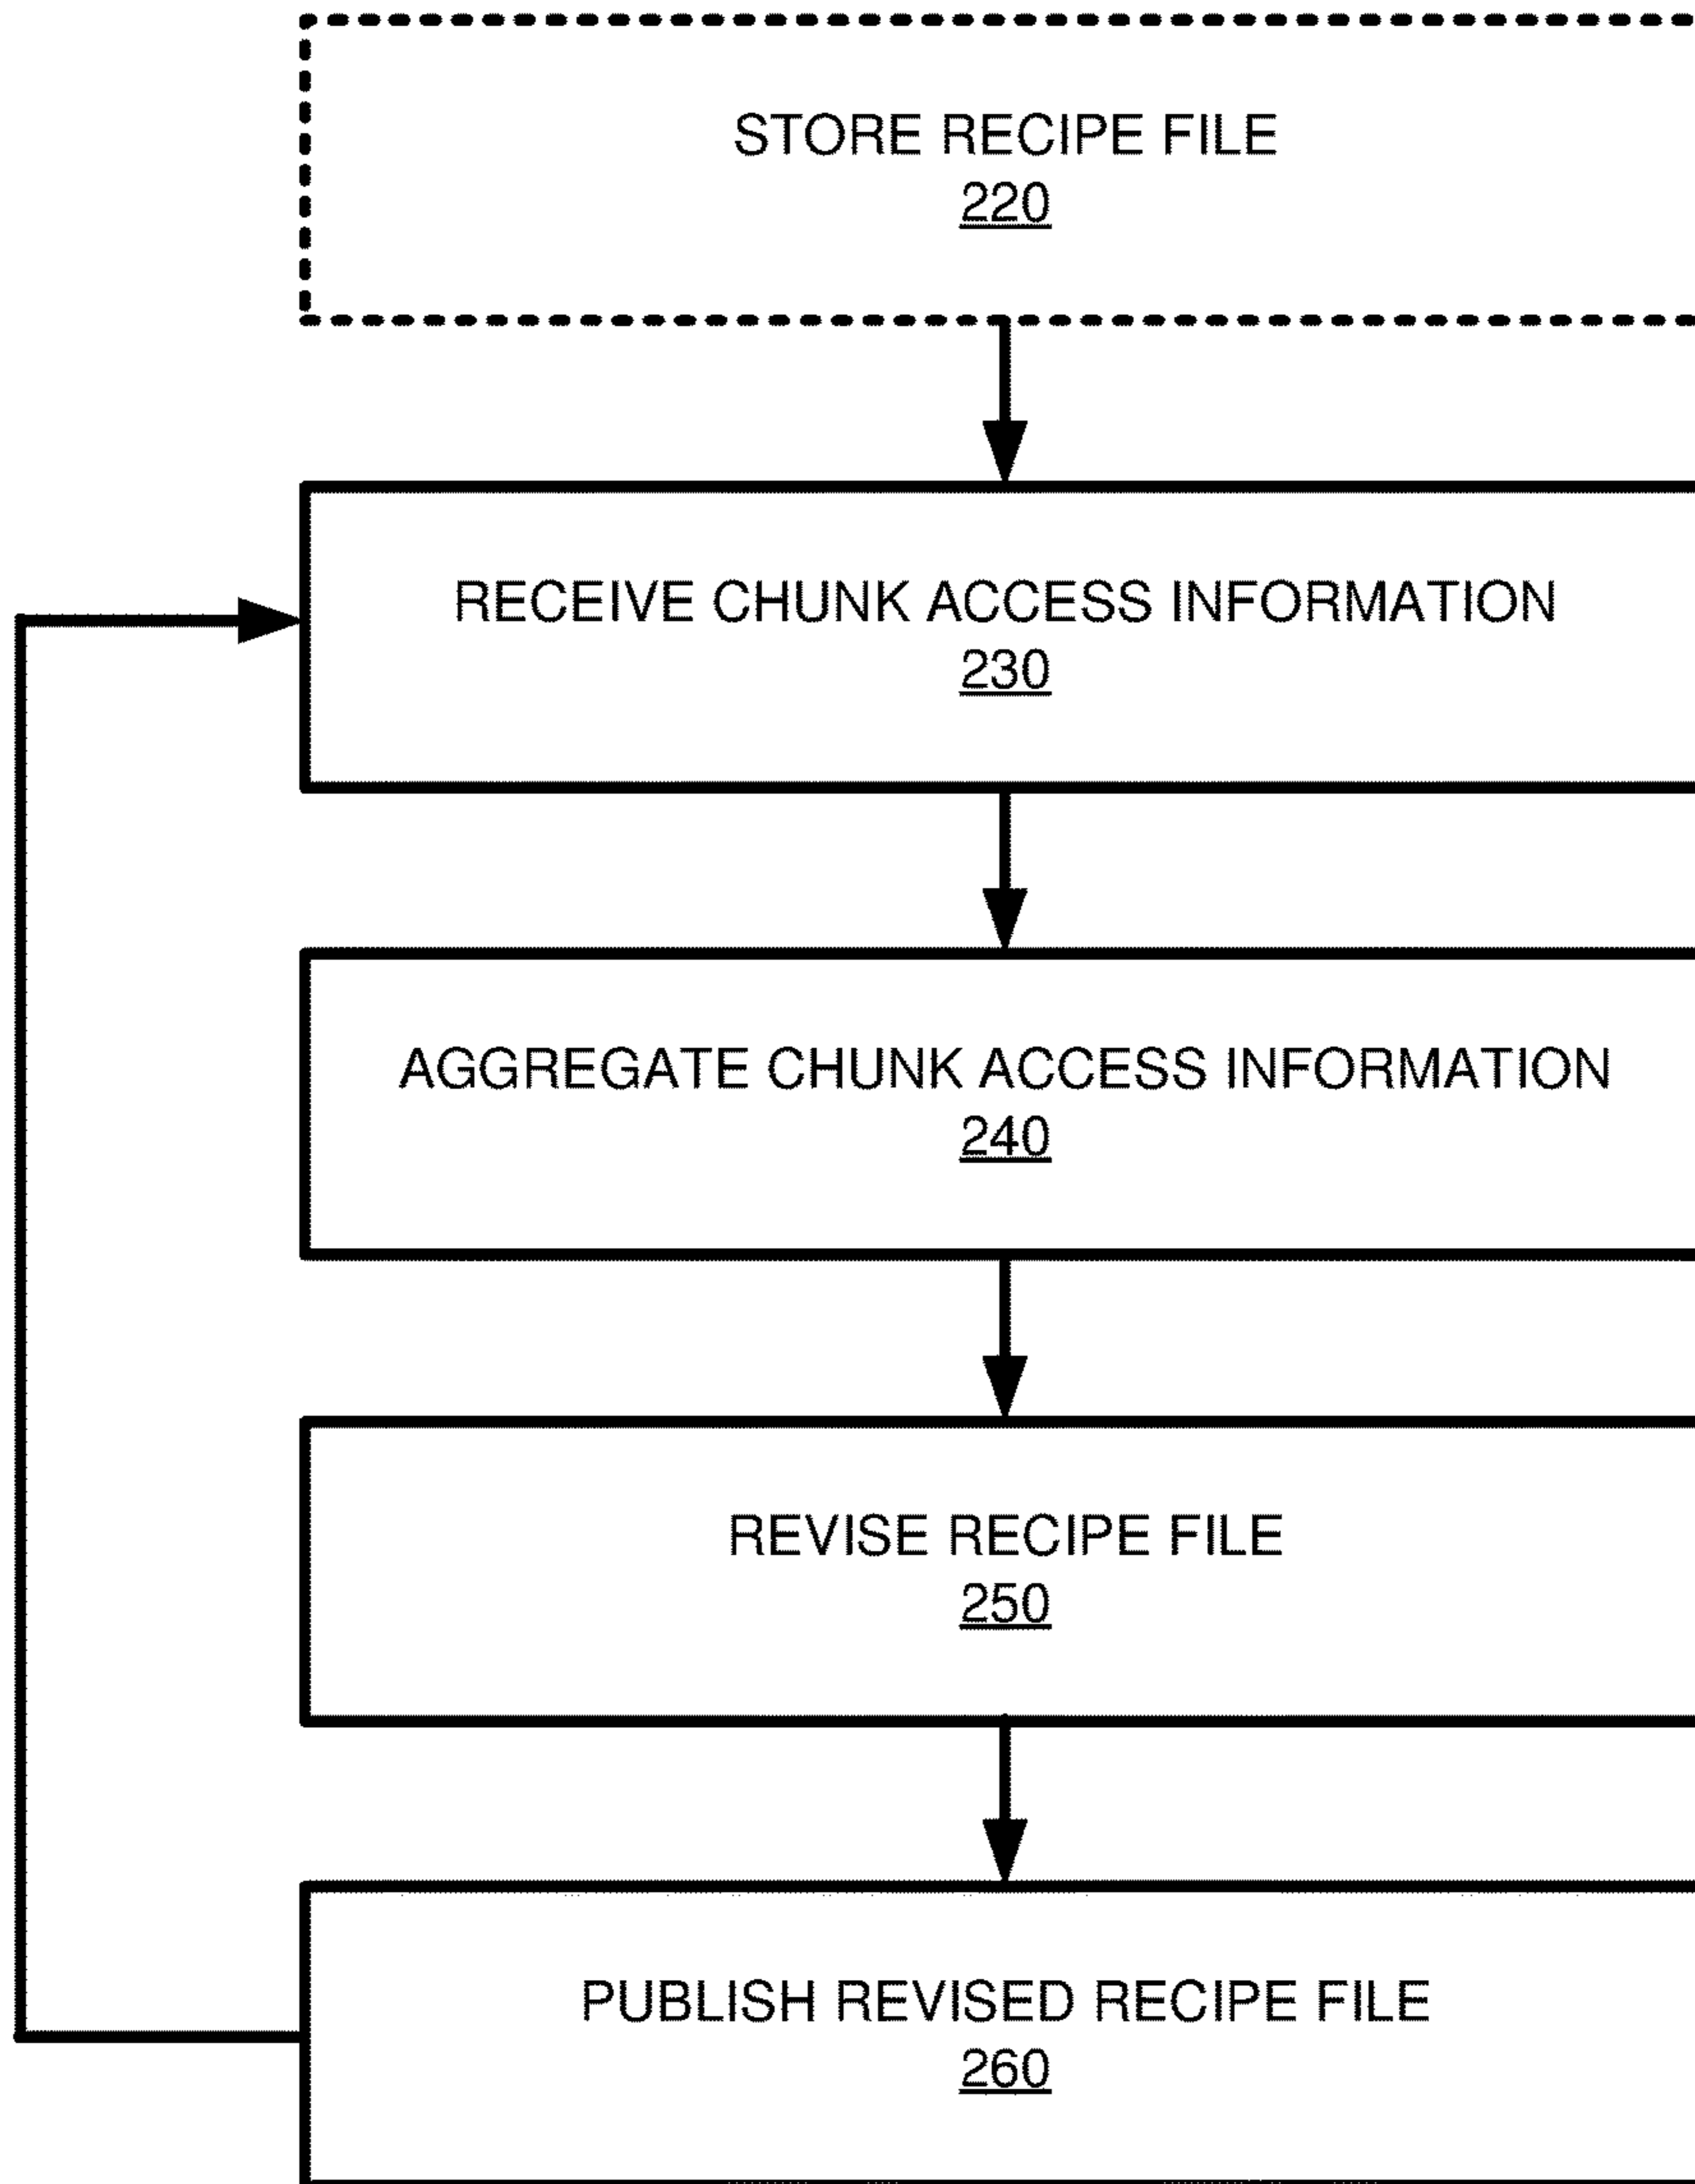 STORE RECIPE FILE
220
RECEIVE CHUNK ACCESS INFORMATION
230
AGGREGATE CHUNK ACCESS INFORMATION
240
REVISE RECIPE FILE
250
PUBLISH REVISED RECIPE FILE
260